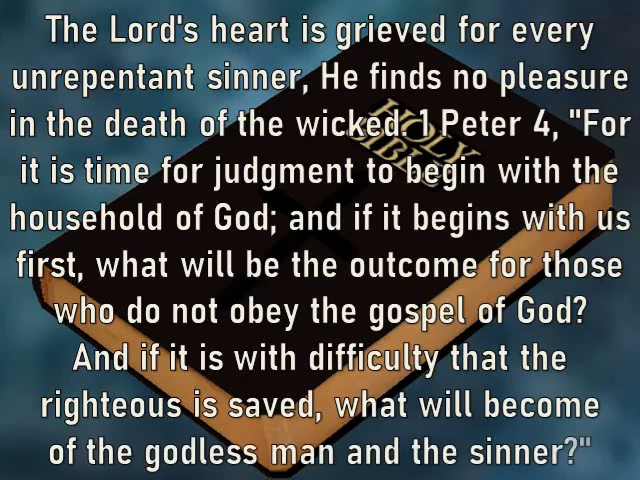 The Lord's heart is grieved for every
unrepentant sinner, He finds no pleasure
in the death of the wicked. 1 Peter 4, "For
it is time for judgment to begin with the
household of God; and if it begins with us
first, what will be the outcome for those
who do not obey the gospel of God?
And if it is with difficulty that the
righteous is saved, what will become
of the godless man and the sinner?"
HOLY
BIBLE